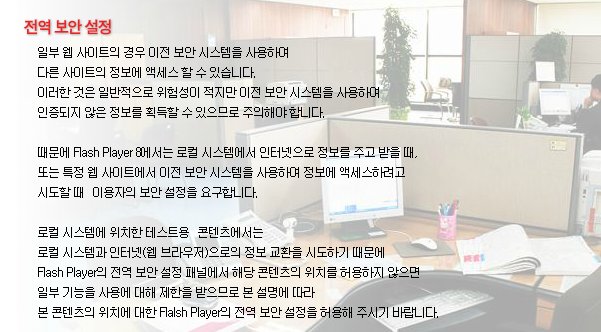 전역 보안 설정
일부 웹 사이트의 경우 이전 보안 시스템을 사용하며
다른 사이트의 정보에 액세스 할 수 있습니다.
이러한 것은 일반적으로 위험성이 적지만 이전 보안 시스템을 사용하며
인증되지 않은 정보를 획득할 수 있으므로 주의해야 합니다.
때문에 Flash Player 8에서는 로컬 시스템에서 인터넷으로 정보를 주고 받을 때,
또는 특정 웹 사이트에서 이전 보안 시스템을 사용하며 정보에 액세스하려고
시도할 때 이용자의 보안 설정을 요구합니다.
로컬 시스템에 위치한 테스트용 콘텐츠에서는
로컬 시스템과 인터넷(웹 브라우저)으로의 정보 교환을 시도하기 때문에
Flash Player의 전역 보안 설정 패널에서 해당 콘텐츠의 위치를 허용하지 않으면
일부 기능을 사용에 대해 제한을 받으므로 본 설명에 따라
본 콘텐츠의 위치에 대한 Flalsh Player의 전역 보안 설정을 허용해 주시기 바랍니다.